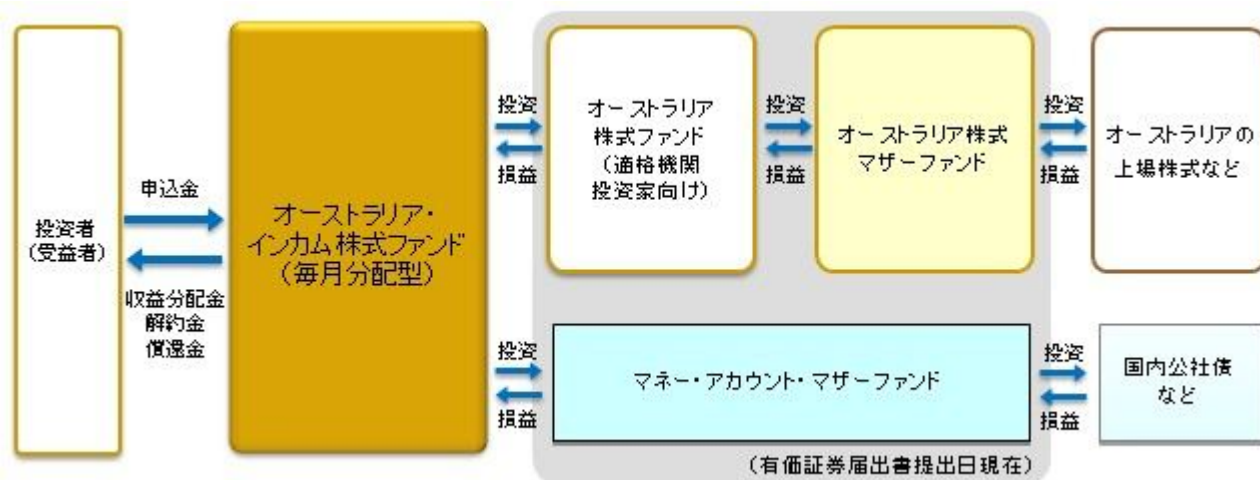 投資者
(受益者)
申込金
収益分配金
解約金
償還金
オーストラリア・
インカム株式ファンド
(毎月分配型)
投資
損益
オーストラリア
株式ファンド
(適格機関
投資家向け)
投資
損益
オーストラリア株式
マザーファンド
投資
損益
オーストラリアの
上場株式など
投資
損益
マネー・アカウント・マザーファンド
投資
損益
国内公社債
など
(有価証券届出書提出日現在)